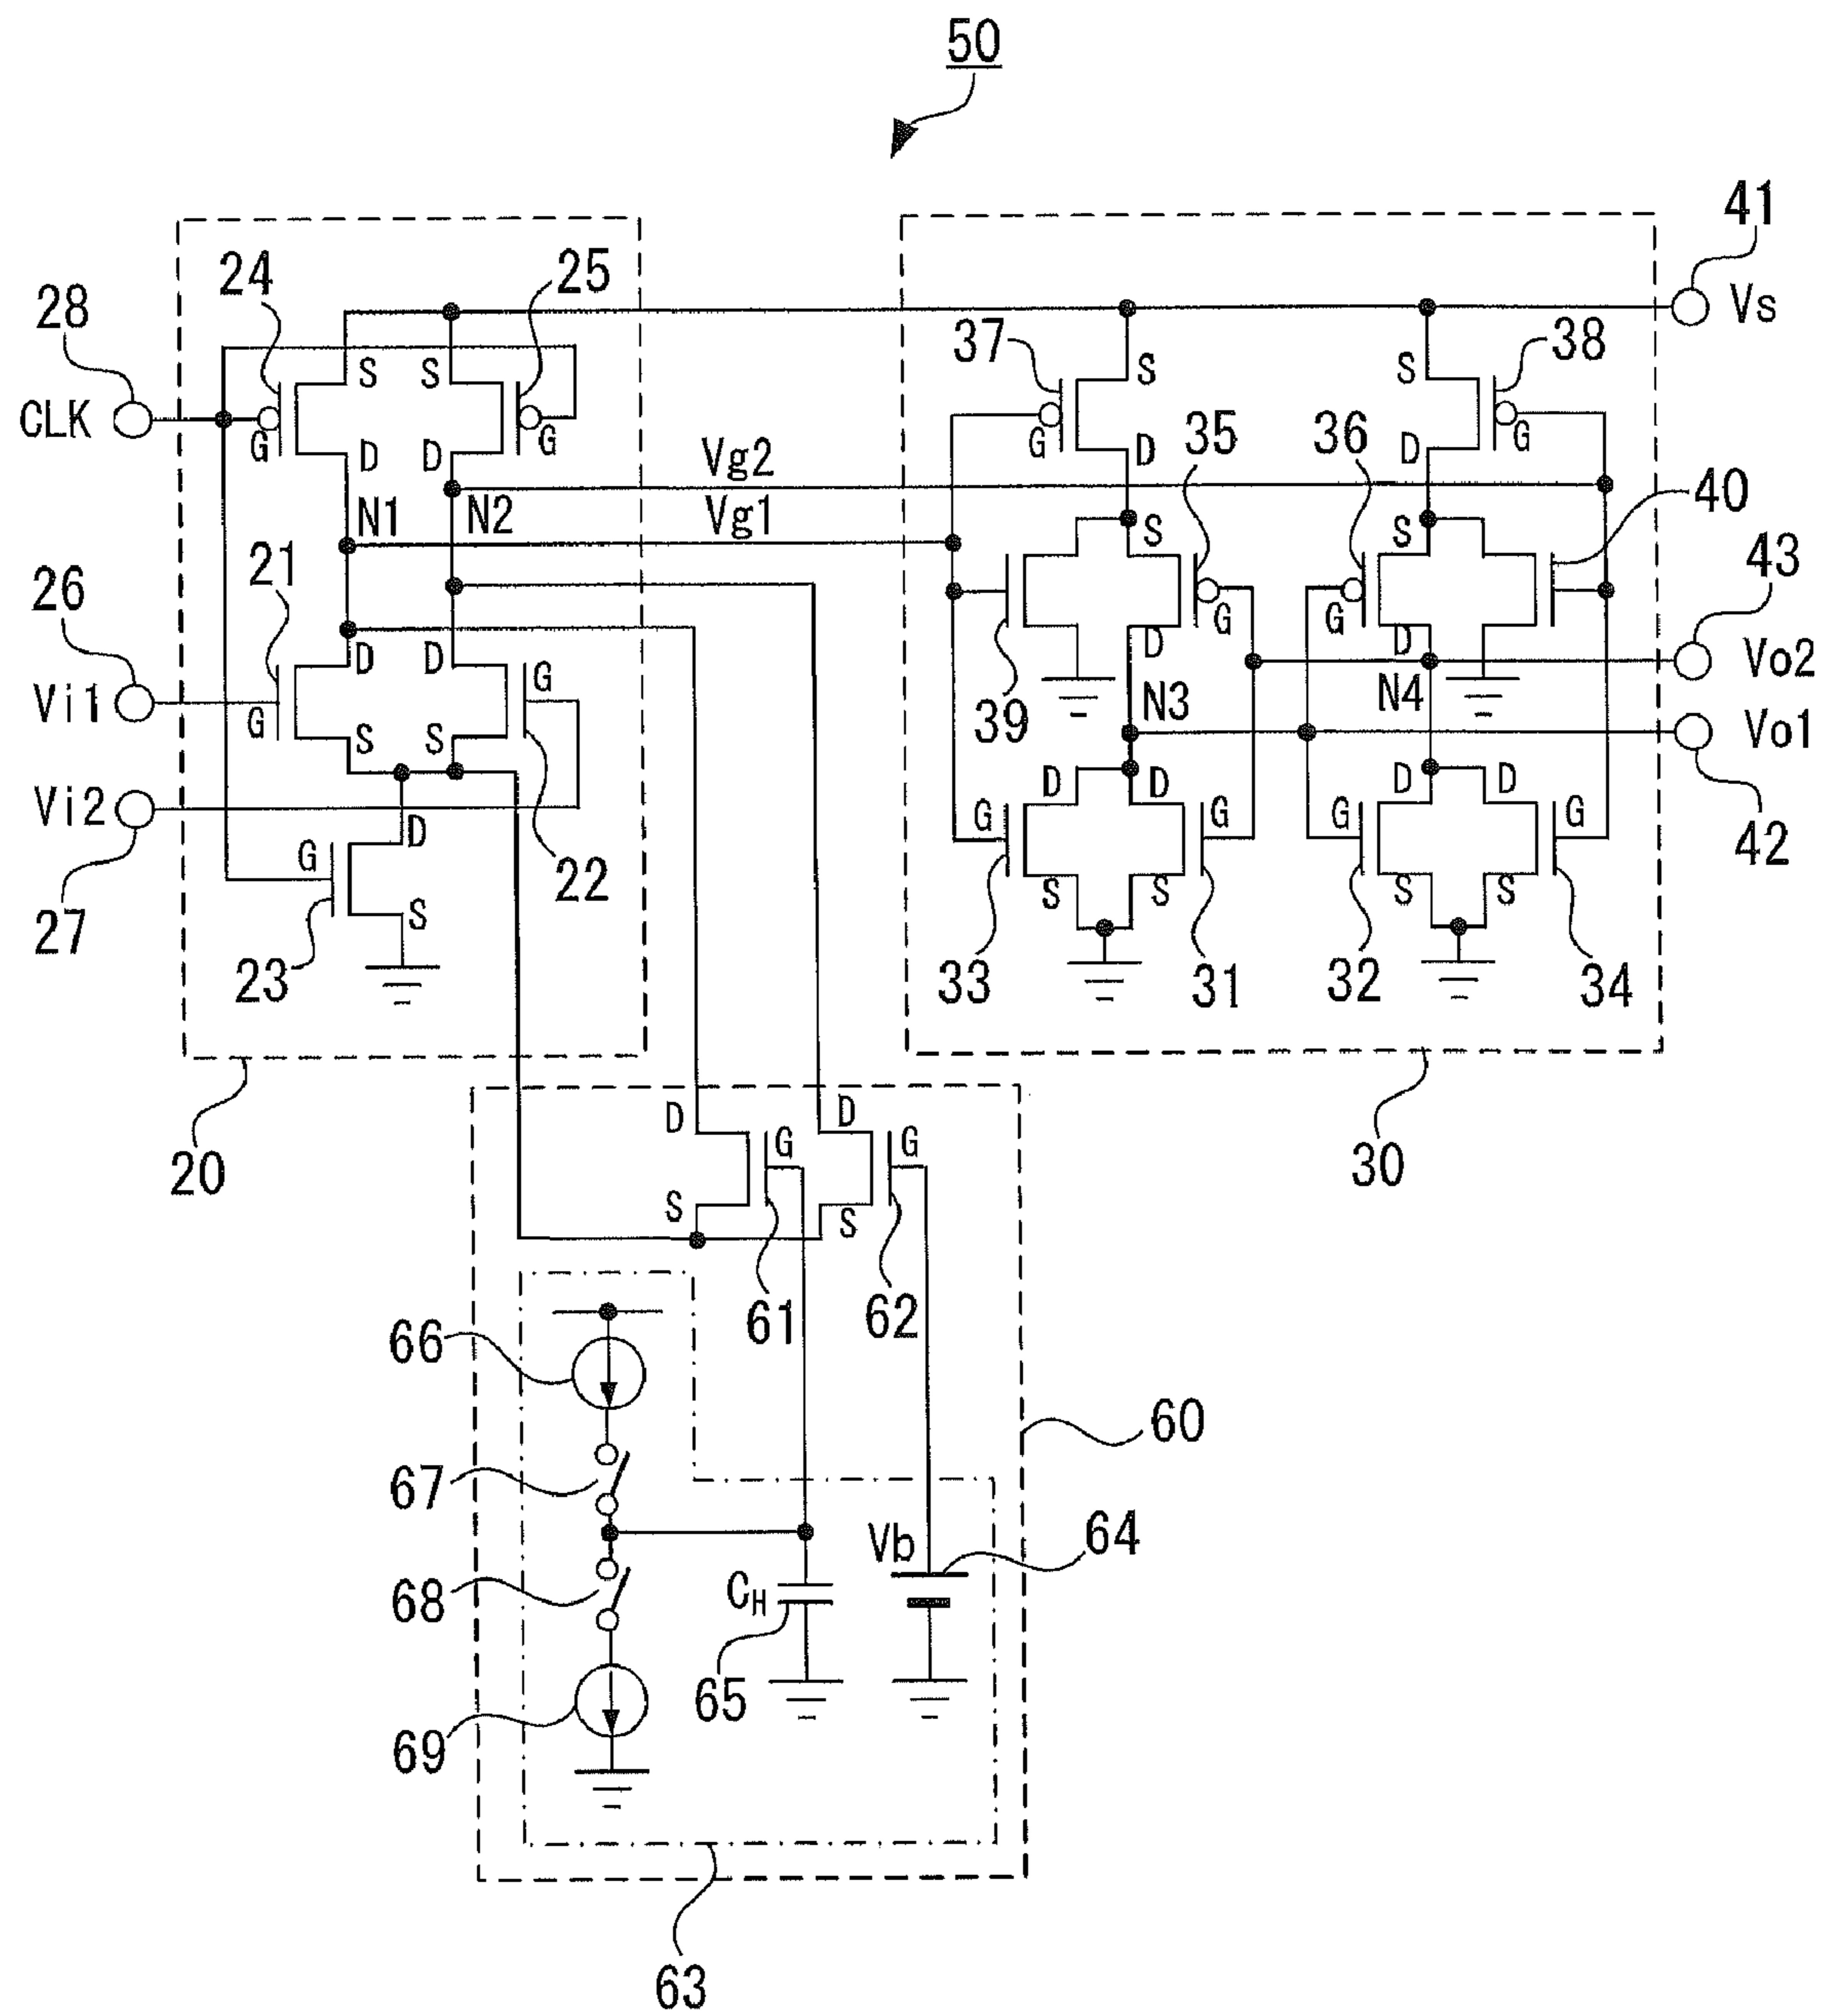 50
41
24
25
28
Vs
37
38
S
S
S
S
CLK
G
G
G
G
35
36
D
D
D
D
Vg2
N1
N2
Vg1
40
S
S
21
26
43
G
G
D
D
39
N3
N4
Vo2
Vi1
G
D
D
G
S
S
Vo1
Vi2
D
D
D
D
G
G
G
G
G
D
42
22
27
S
S
S
S
S
23
33
31
32
34
20
30
D
D
G
G
S
S
61
62
66
60
67
Vb
64
68
CH
65
69
63